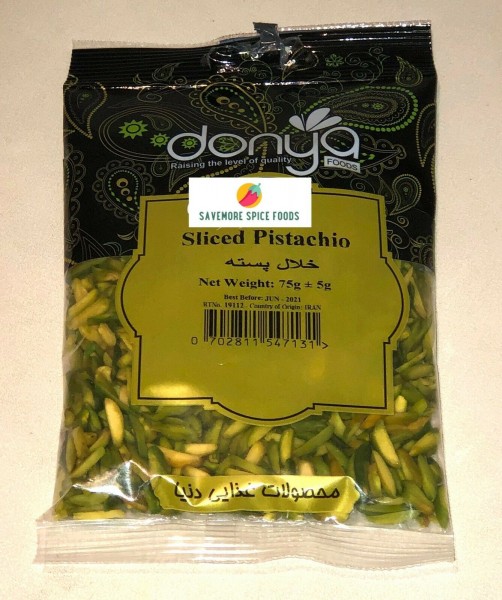 donya
FOODS
Raising the level of quality
SAVEMORE SPICE FOODS
Sliced Pistachio
خلال پسته
Net Weight: 75g ± 5g
Best Before: JUN - 2021
BTNo. 19112 - Country of Origin: IRAN
0 702811 547131 >
محصولات غذایی دنیا